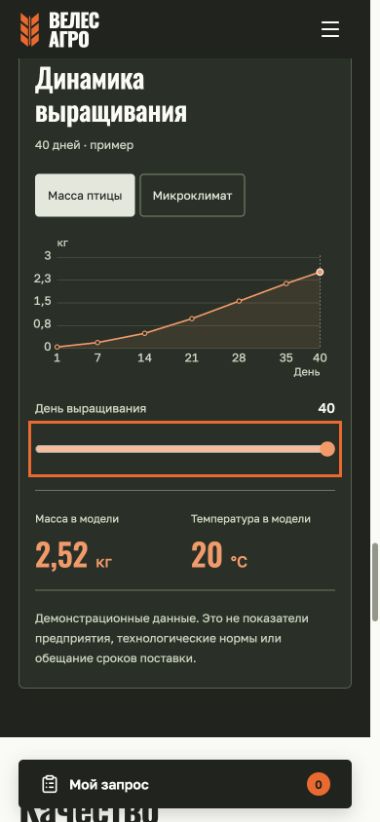 ВЕЛЕС
АГРО
Динамика
выращивания
40 дней · пример
Масса птицы
Микроклимат
кг
3
2,3
1,5
0,8
0
1 7 14 21 28 35 40
День
День выращивания 40
Масса в модели Температура в модели
2,52 кг 20 °C
Демонстрационные данные. Это не показатели
предприятия, технологические нормы или
обещание сроков поставки.
Мой запрос 0
Качество